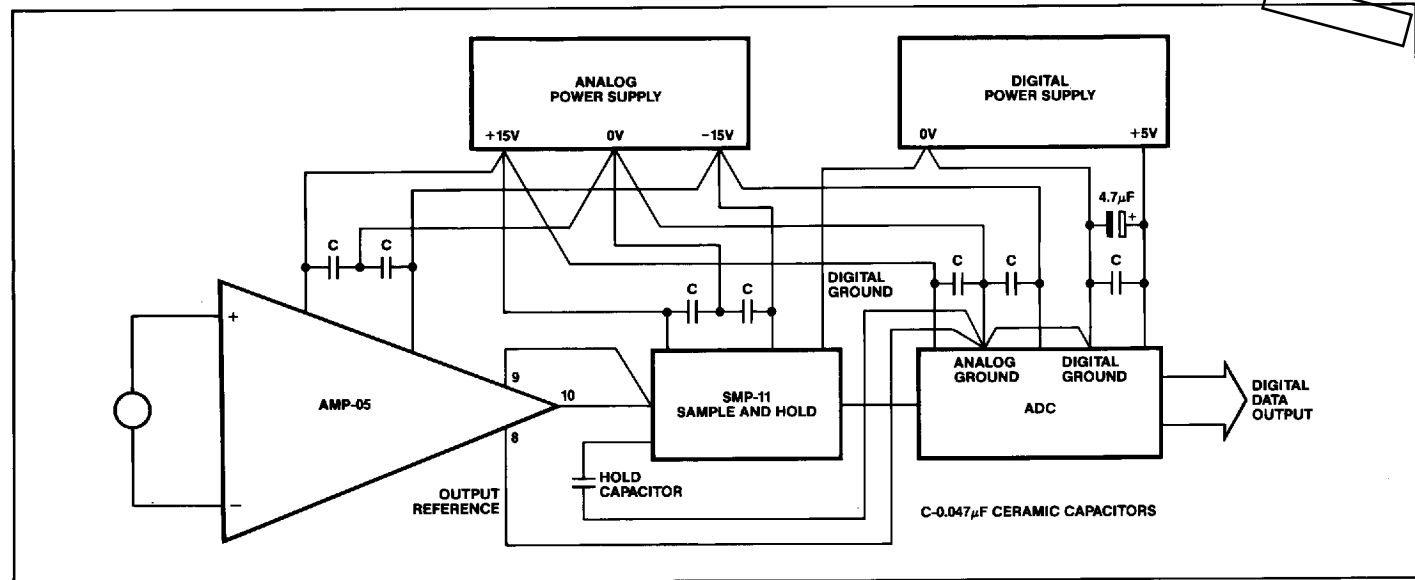 ANALOG
POWER SUPPLY
+15V 0V -15V
DIGITAL
POWER SUPPLY
0V +5V
4.7μF
+
C C
C C
DIGITAL
GROUND
C C
C
+
-
AMP-05
9
10
8
OUTPUT
REFERENCE
SMP-11
SAMPLE AND HOLD
HOLD
CAPACITOR
ANALOG
GROUND
DIGITAL
GROUND
ADC
DIGITAL
DATA
OUTPUT
C-0.047μF CERAMIC CAPACITORS